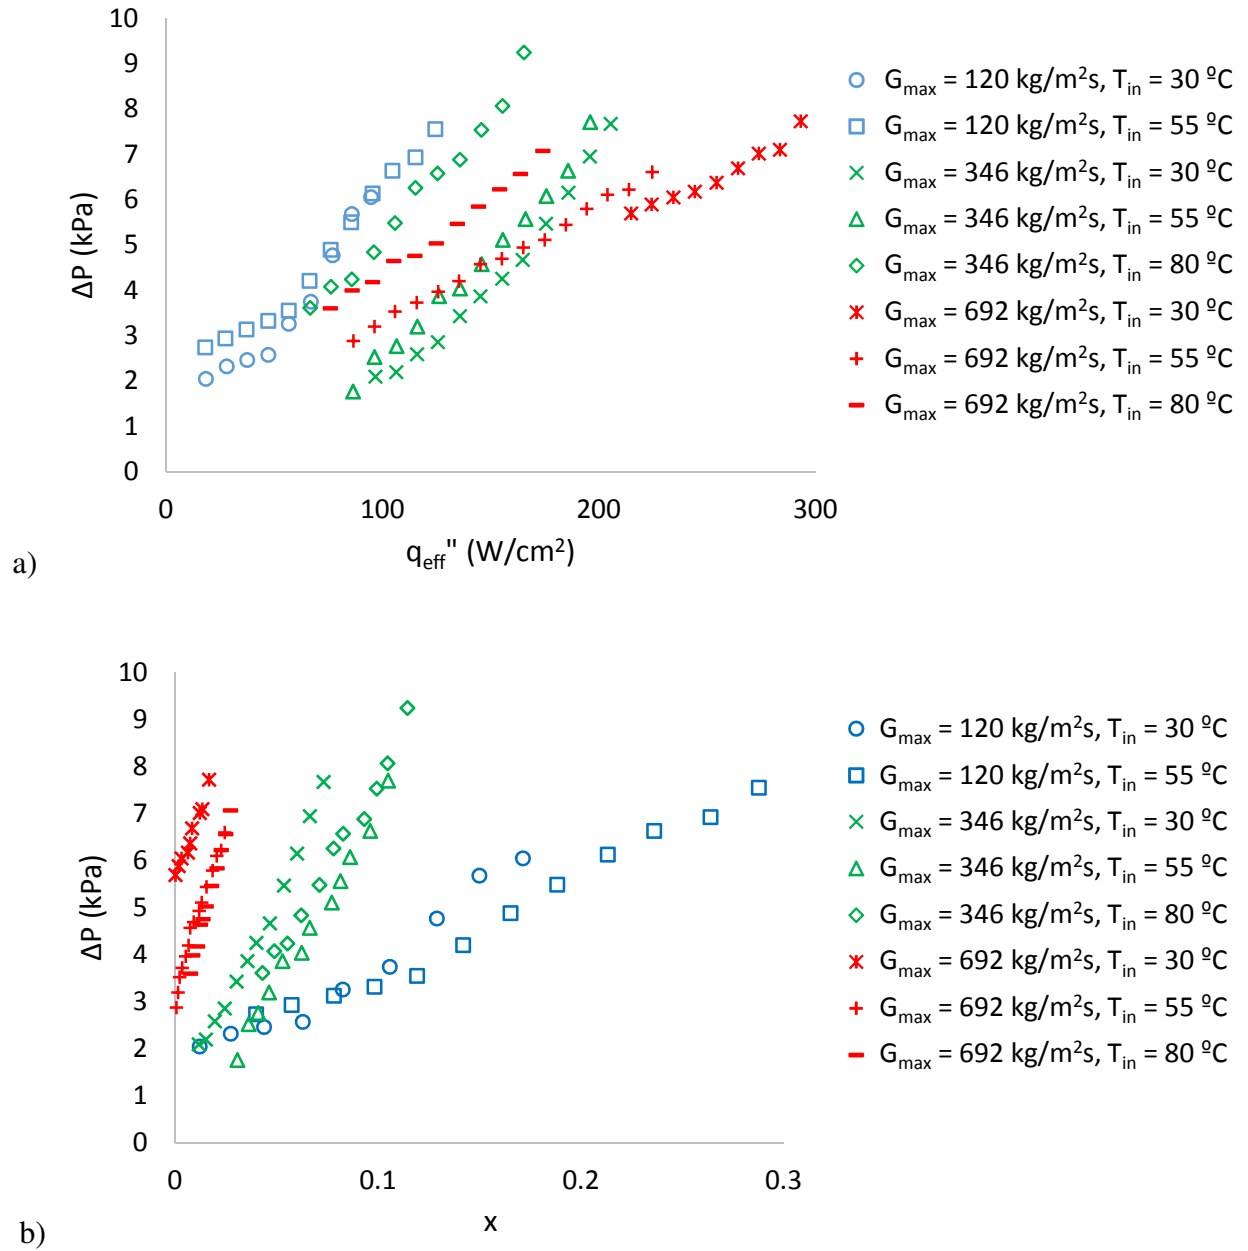 10
9
8
7
6
5
4
3
2
1
0
ΔP (kPa)
0 100 200 300
q_eff" (W/cm²)
G_max = 120 kg/m²s, T_in = 30 ºC
G_max = 120 kg/m²s, T_in = 55 ºC
G_max = 346 kg/m²s, T_in = 30 ºC
G_max = 346 kg/m²s, T_in = 55 ºC
G_max = 346 kg/m²s, T_in = 80 ºC
G_max = 692 kg/m²s, T_in = 30 ºC
G_max = 692 kg/m²s, T_in = 55 ºC
G_max = 692 kg/m²s, T_in = 80 ºC
a)
10
9
8
7
6
5
4
3
2
1
0
ΔP (kPa)
0 0.1 0.2 0.3
x
G_max = 120 kg/m²s, T_in = 30 ºC
G_max = 120 kg/m²s, T_in = 55 ºC
G_max = 346 kg/m²s, T_in = 30 ºC
G_max = 346 kg/m²s, T_in = 55 ºC
G_max = 346 kg/m²s, T_in = 80 ºC
G_max = 692 kg/m²s, T_in = 30 ºC
G_max = 692 kg/m²s, T_in = 55 ºC
G_max = 692 kg/m²s, T_in = 80 ºC
b)